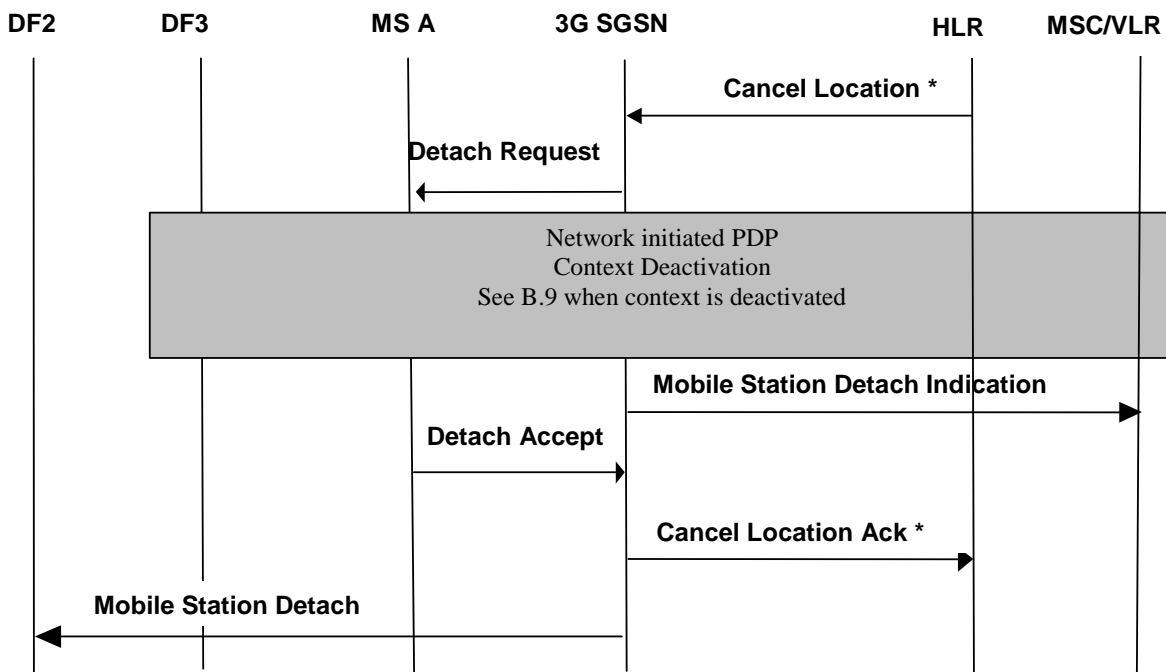 DF2 DF3 MS A 3G SGSN HLR MSC/VLR
Cancel Location *
Detach Request
Network initiated PDP
Context Deactivation
See B.9 when context is deactivated
Mobile Station Detach Indication
Detach Accept
Cancel Location Ack *
Mobile Station Detach